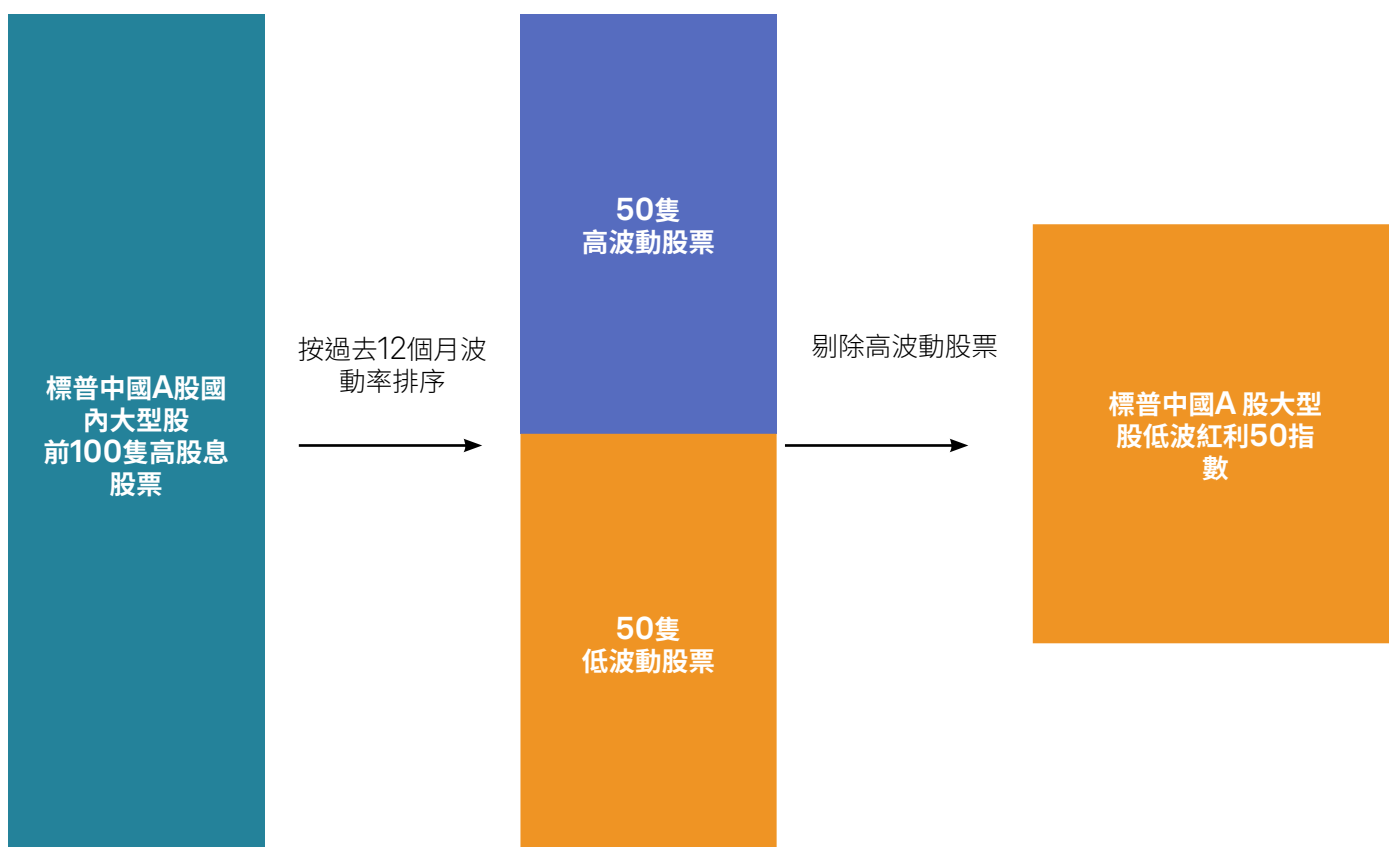 標普中國A股國
內大型股
前100隻高股息
股票
按過去12個月波
動率排序
50隻
高波動股票
50隻
低波動股票
剔除高波動股票
標普中國A 股大型
股低波紅利50指
數